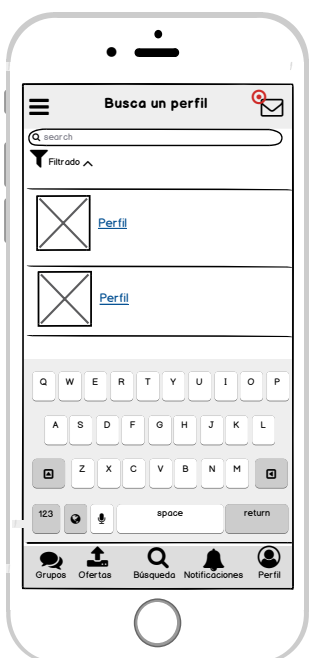 Busca un perfil
search
Filtrado
Perfil
Perfil
Q W E R T Y U I O P
A S D F G H J K L
Z X C V B N M
123 space return
Grupos Ofertas Búsqueda Notificaciones Perfil